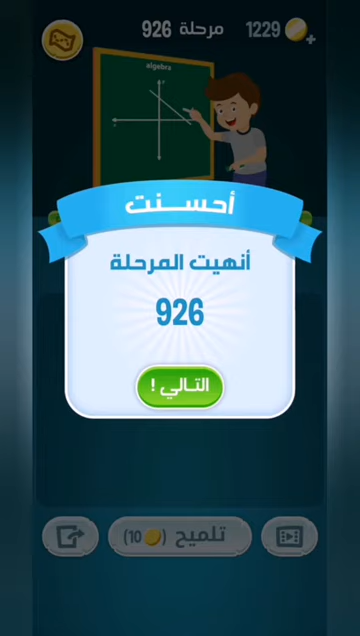 مرحلة 926
1229
algebra
أحسنت
أنهيت المرحلة
926
التالي !
تلميح (10)